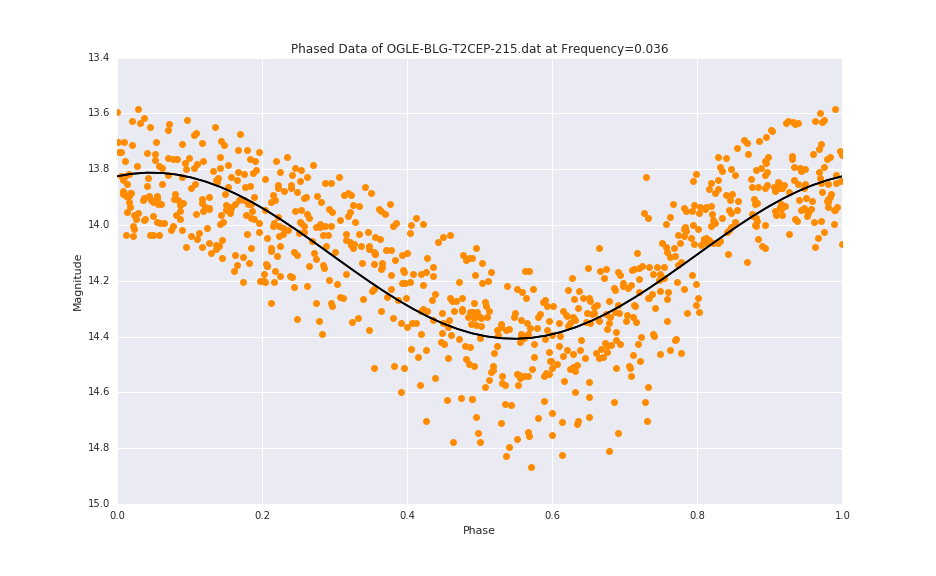 Phased Data of OGLE-BLG-T2CEP-215.dat at Frequency=0.036
13.4
13.6
13.8
14.0
14.2
14.4
14.6
14.8
15.0
Magnitude
0.0 0.2 0.4 0.6 0.8 1.0
Phase